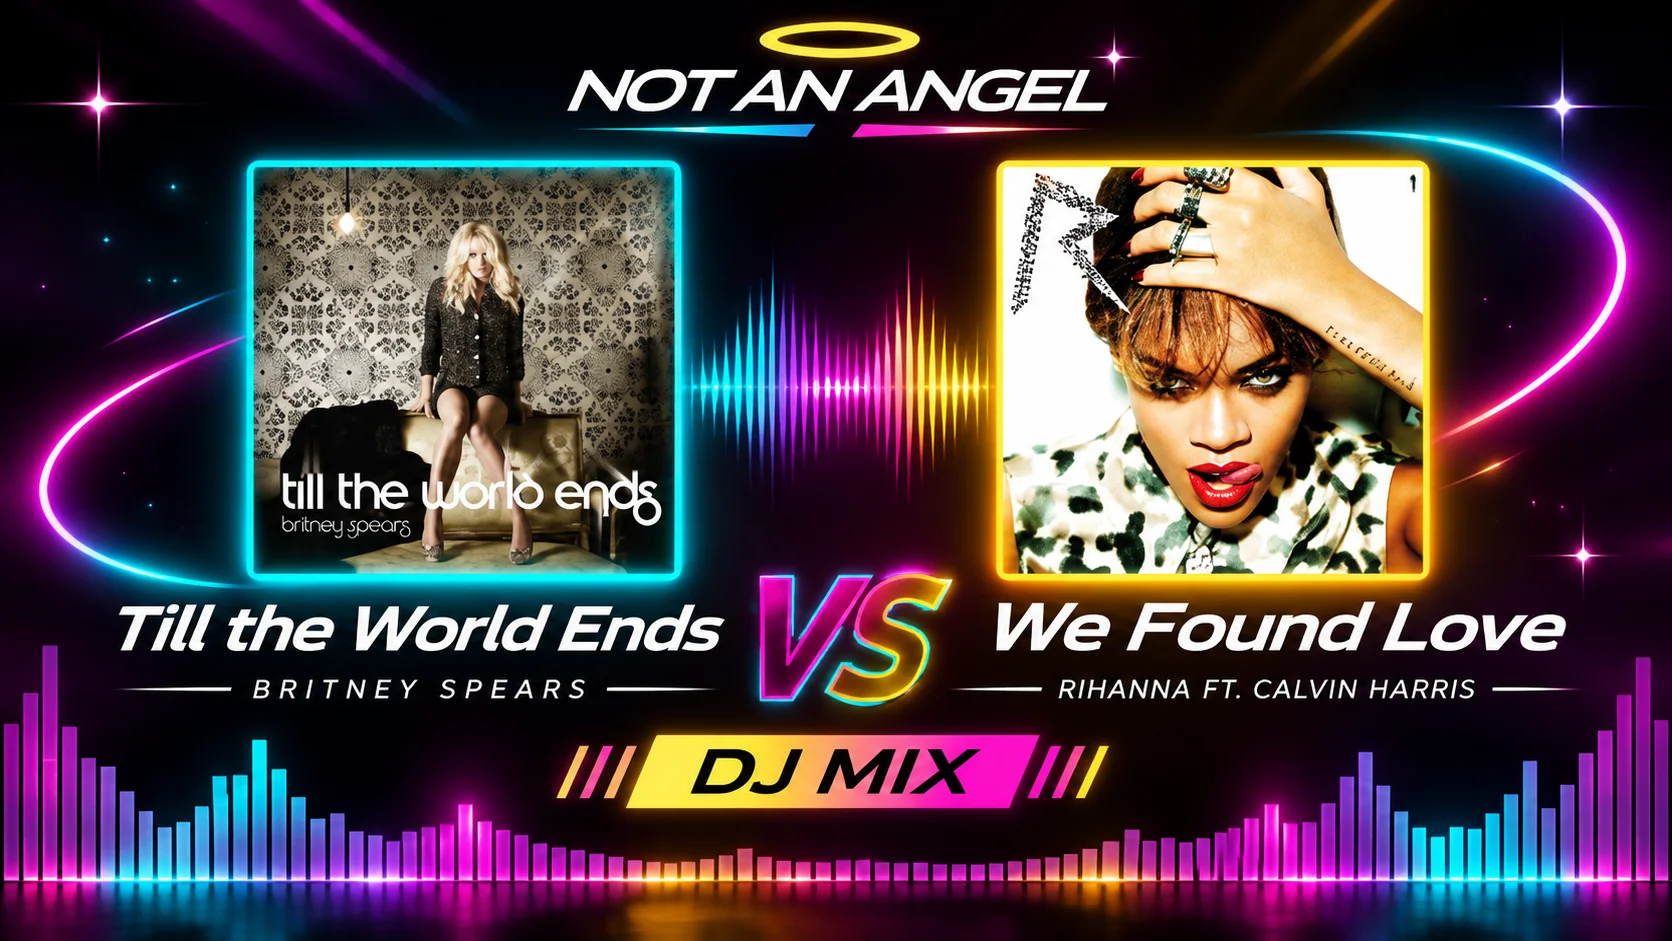 NOT AN ANGEL
till the world ends
britney spears
R
Till the World Ends
BRITNEY SPEARS
VS
We Found Love
RIHANNA FT. CALVIN HARRIS
DJ MIX